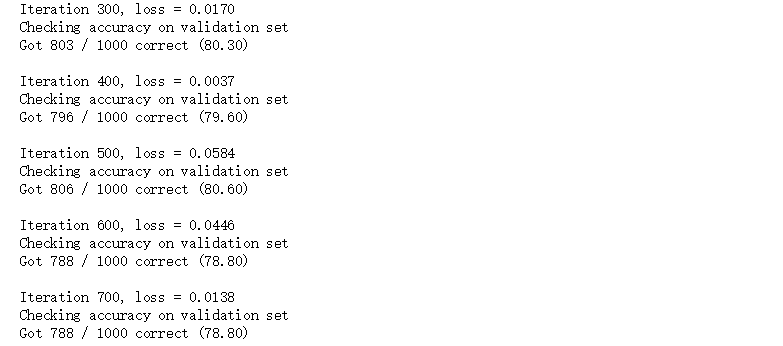 Iteration 300, loss = 0.0170
Checking accuracy on validation set
Got 803 / 1000 correct (80.30)
Iteration 400, loss = 0.0037
Checking accuracy on validation set
Got 796 / 1000 correct (79.60)
Iteration 500, loss = 0.0584
Checking accuracy on validation set
Got 806 / 1000 correct (80.60)
Iteration 600, loss = 0.0446
Checking accuracy on validation set
Got 788 / 1000 correct (78.80)
Iteration 700, loss = 0.0138
Checking accuracy on validation set
Got 788 / 1000 correct (78.80)